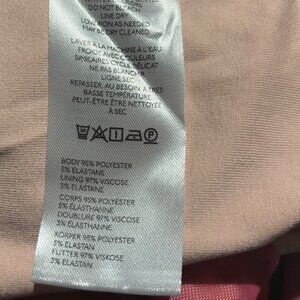 DO NOT BLEACH
LINE DRY
LOW IRON AS NEEDED
MAY BE DRY CLEANED
LAVER À LA MACHINE À L'EAU
FROIDE AVEC COULEURS
SIMILAIRES CYCLE DÉLICAT
NE PAS BLANCHIR
LIGNE SEC
REPASSER, AU BESOIN À TRÈS
BASSE TEMPÉRATURE
PEUT-ÊTRE ÊTRE NETTOYÉE
À SEC
BODY 95% POLYESTER
5% ELASTANE
LINING 97% VISCOSE
3% ELASTANE
CORPS 95% POLYESTER
5% ÉLASTHANNE
DOUBLURE 97% VISCOSE
3% ÉLASTHANNE
KÖRPER 95% POLYESTER
5% ELASTAN
FUTTER 97% VISCOSE
3% ELASTAN